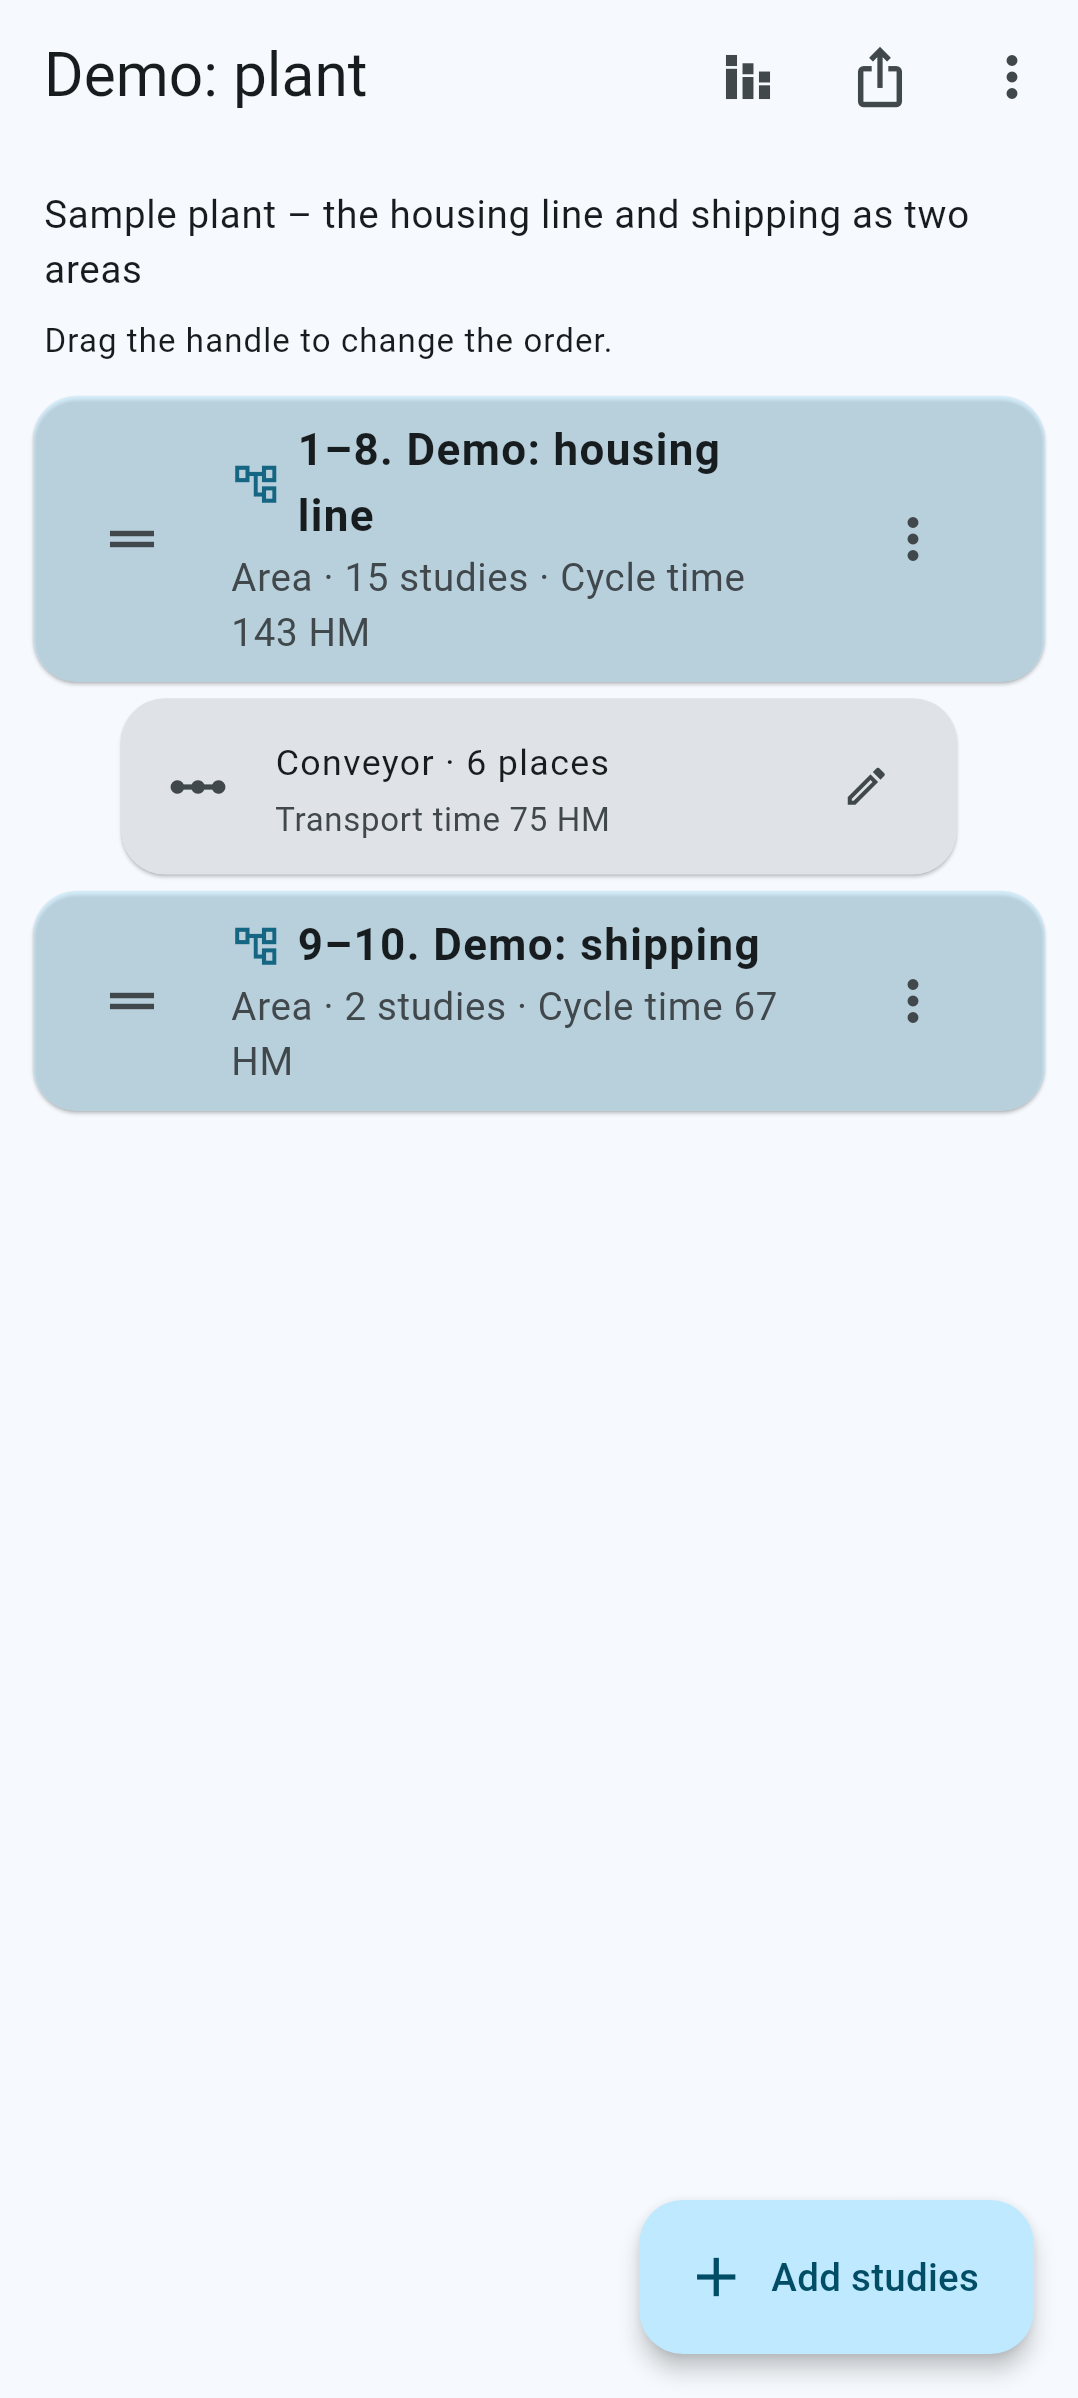 Demo: plant
Sample plant – the housing line and shipping as two
areas
Drag the handle to change the order.
1–8. Demo: housing
line
Area · 15 studies · Cycle time
143 HM
Conveyor · 6 places
Transport time 75 HM
9–10. Demo: shipping
Area · 2 studies · Cycle time 67
HM
Add studies